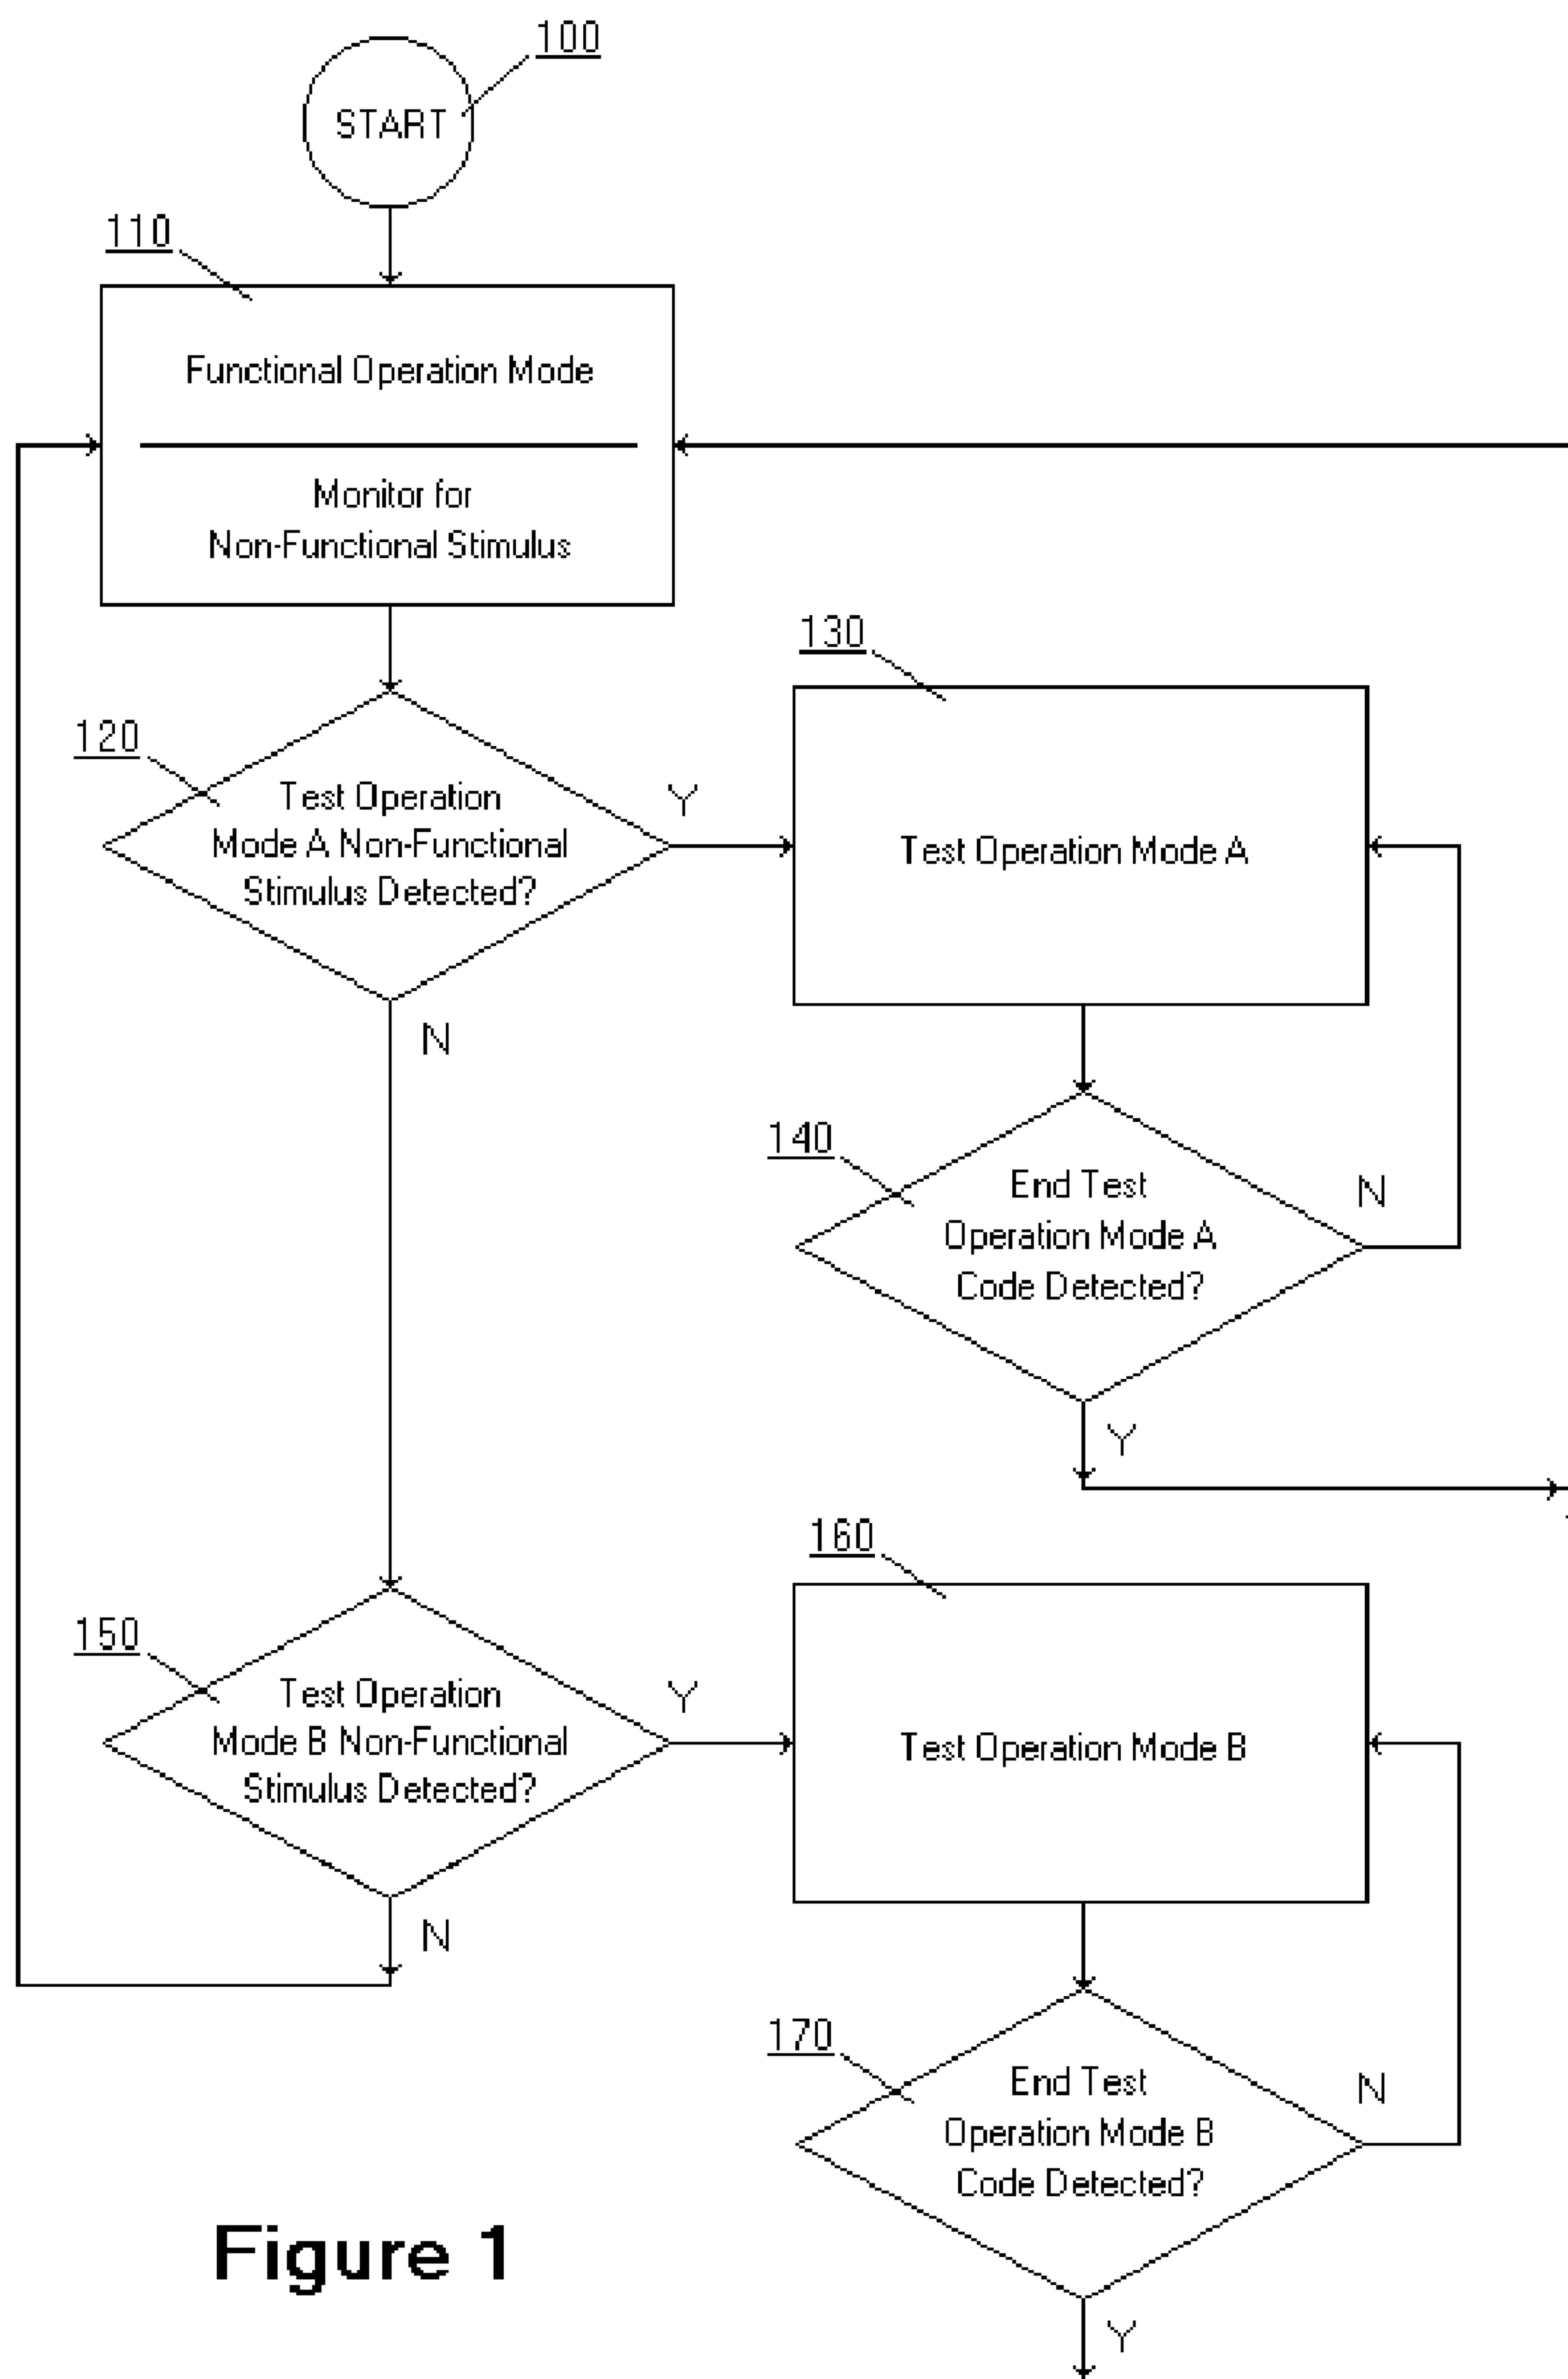 100
START
110
Functional Operation Mode
Monitor for
Non-Functional Stimulus
130
120
Test Operation
Mode A Non-Functional
Stimulus Detected?
Y
Test Operation Mode A
N
140
End Test
Operation Mode A
Code Detected?
N
Y
160
150
Test Operation
Mode B Non-Functional
Stimulus Detected?
Y
Test Operation Mode B
N
170
End Test
Operation Mode B
Code Detected?
N
Y
Figure 1